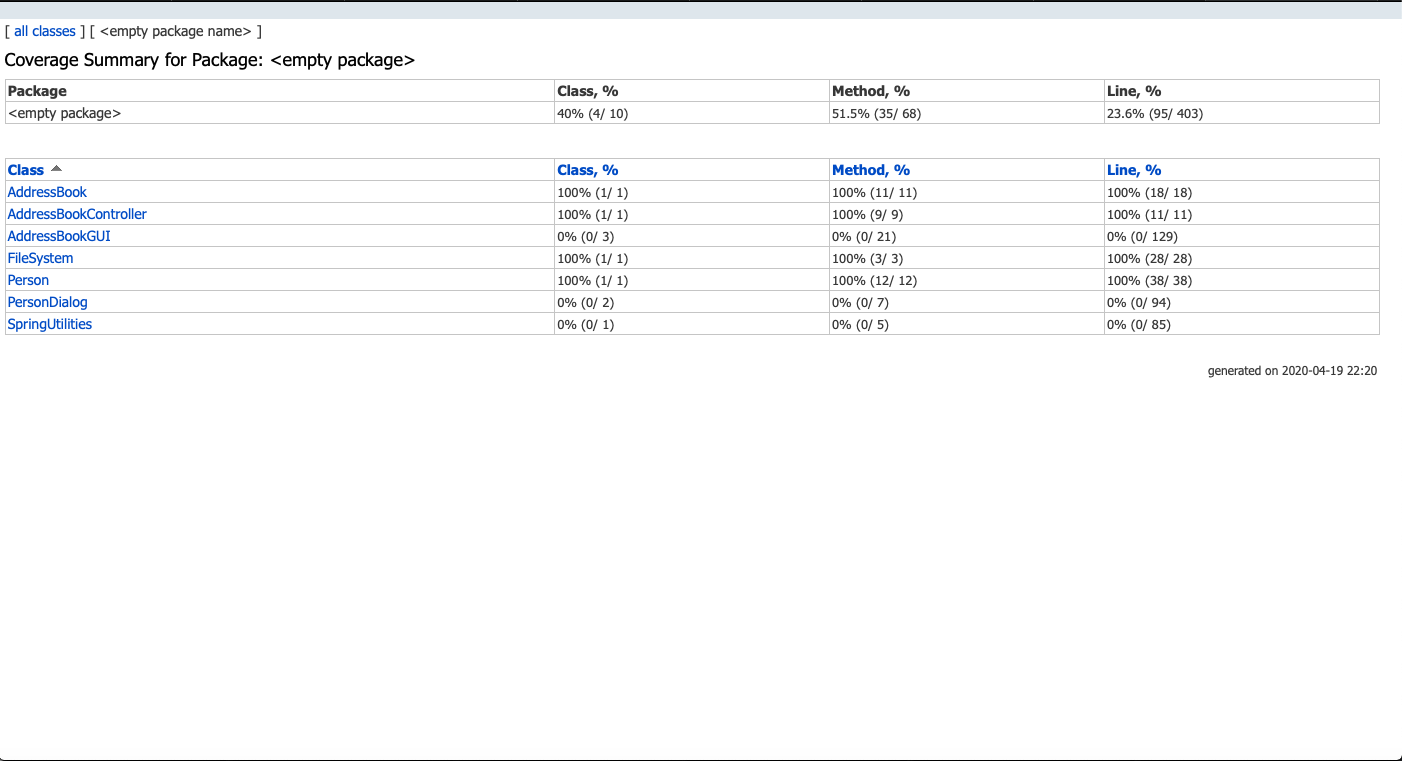 [ all classes ] [ <empty package name> ]
Coverage Summary for Package: <empty package>
Package Class, % Method, % Line, %
<empty package> 40% (4/ 10) 51.5% (35/ 68) 23.6% (95/ 403)
Class Class, % Method, % Line, %
AddressBook 100% (1/ 1) 100% (11/ 11) 100% (18/ 18)
AddressBookController 100% (1/ 1) 100% (9/ 9) 100% (11/ 11)
AddressBookGUI 0% (0/ 3) 0% (0/ 21) 0% (0/ 129)
FileSystem 100% (1/ 1) 100% (3/ 3) 100% (28/ 28)
Person 100% (1/ 1) 100% (12/ 12) 100% (38/ 38)
PersonDialog 0% (0/ 2) 0% (0/ 7) 0% (0/ 94)
SpringUtilities 0% (0/ 1) 0% (0/ 5) 0% (0/ 85)
generated on 2020-04-19 22:20